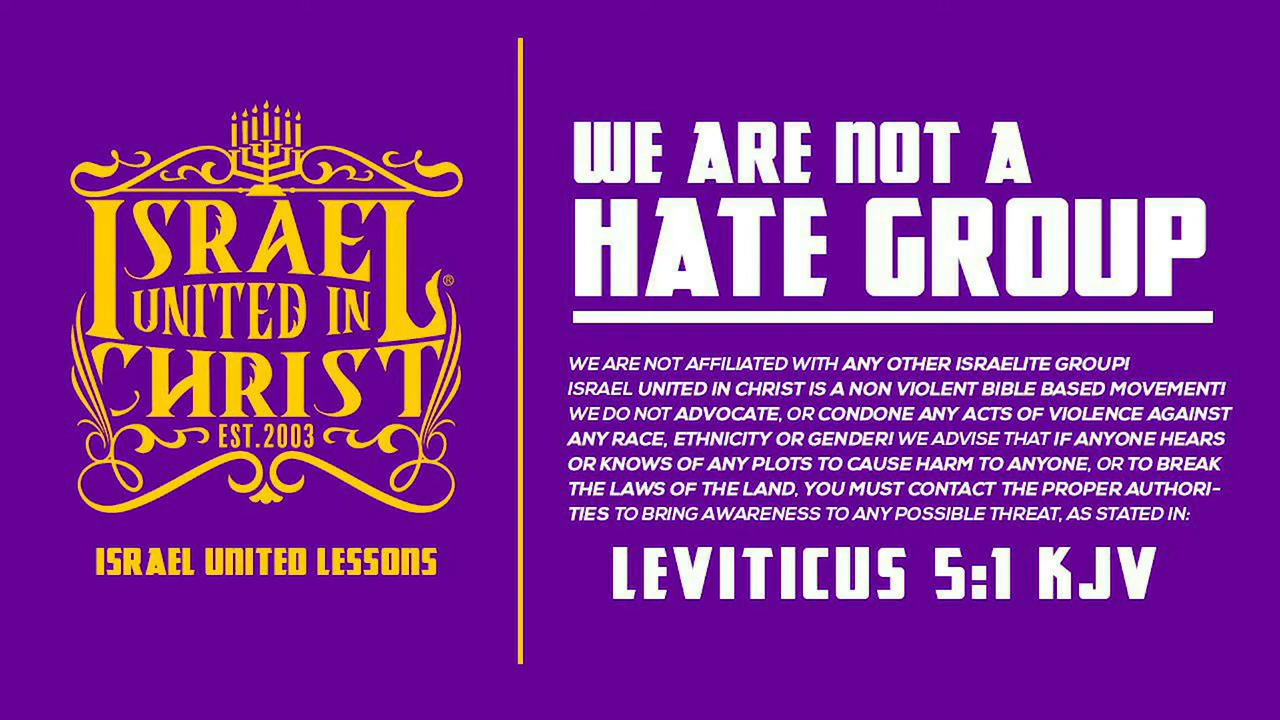 ISRAEL
UNITED IN
CHRIST
®
EST.2003
ISRAEL UNITED LESSONS
WE ARE NOT A
HATE GROUP
WE ARE NOT AFFILIATED WITH ANY OTHER ISRAELITE GROUP!
ISRAEL UNITED IN CHRIST IS A NON VIOLENT BIBLE BASED MOVEMENT!
WE DO NOT ADVOCATE, OR CONDONE ANY ACTS OF VIOLENCE AGAINST
ANY RACE, ETHNICITY OR GENDER! WE ADVISE THAT IF ANYONE HEARS
OR KNOWS OF ANY PLOTS TO CAUSE HARM TO ANYONE, OR TO BREAK
THE LAWS OF THE LAND, YOU MUST CONTACT THE PROPER AUTHORI-
TIES TO BRING AWARENESS TO ANY POSSIBLE THREAT, AS STATED IN:
LEVITICUS 5:1 KJV